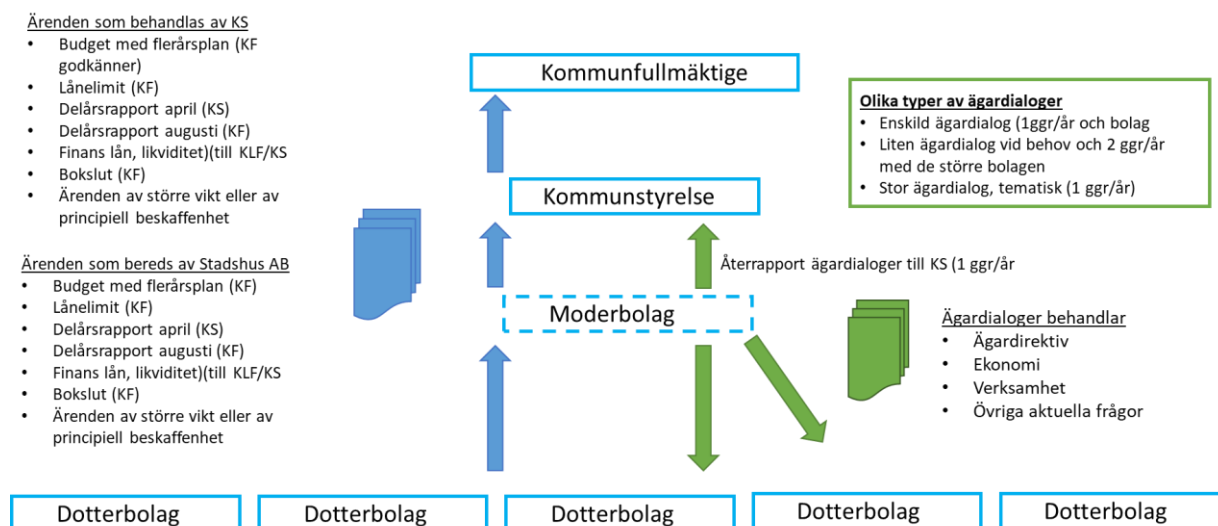 Ärenden som behandlas av KS
• Budget med flerårsplan (KF
godkänner)
• Lånelimit (KF)
• Delårsrapport april (KS)
• Delårsrapport augusti (KF)
• Finans lån, likviditet)(till KLF/KS
• Bokslut (KF)
• Ärenden av större vikt eller av
principiell beskaffenhet
Ärenden som bereds av Stadshus AB
• Budget med flerårsplan (KF)
• Lånelimit (KF)
• Delårsrapport april (KS)
• Delårsrapport augusti (KF)
• Finans lån, likviditet)(till KLF/KS
• Bokslut (KF)
• Ärenden av större vikt eller av
principiell beskaffenhet
Kommunfullmäktige
Kommunstyrelse
Moderbolag
Olika typer av ägardialoger
• Enskild ägardialog (1ggr/år och bolag
• Liten ägardialog vid behov och 2 ggr/år
med de större bolagen
• Stor ägardialog, tematisk (1 ggr/år)
Återrapport ägardialoger till KS (1 ggr/år
Ägardialoger behandlar
• Ägardirektiv
• Ekonomi
• Verksamhet
• Övriga aktuella frågor
Dotterbolag
Dotterbolag
Dotterbolag
Dotterbolag
Dotterbolag